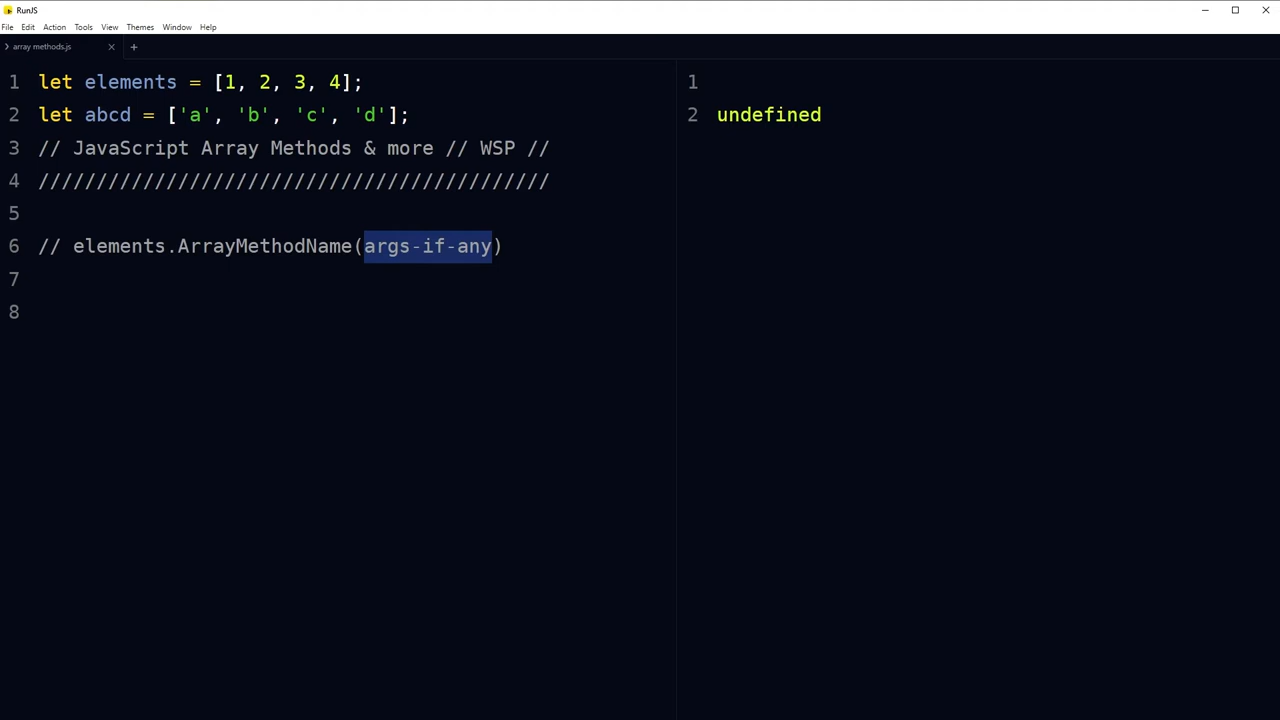 RunJS
File Edit Action Tools View Themes Window Help
array methods.js
1 let elements = [1, 2, 3, 4];
2 let abcd = ['a', 'b', 'c', 'd'];
3 // JavaScript Array Methods & more // WSP //
4 ////////////////////////////////////////////
5
6 // elements.ArrayMethodName(args-if-any)
7
8
1
2 undefined